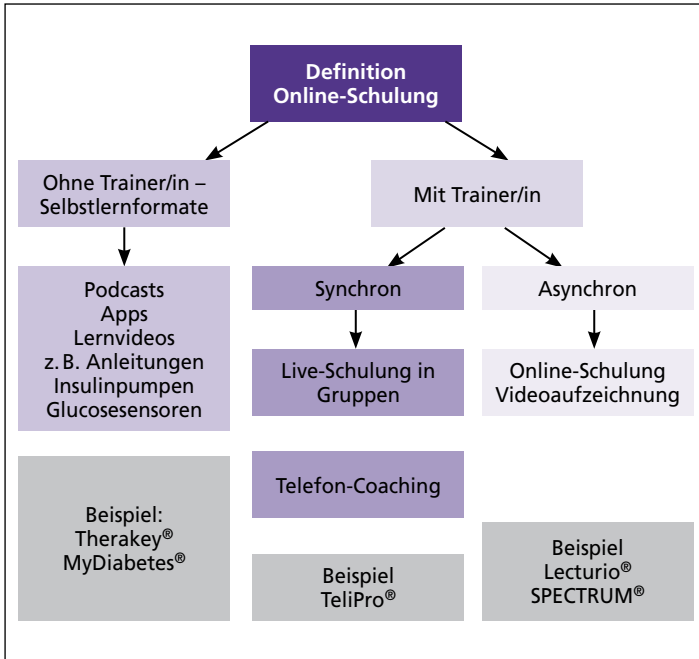 Definition
Online-Schulung
Ohne Trainer/in –
Selbstlernformate
Mit Trainer/in
Podcasts
Apps
Lernvideos
z. B. Anleitungen
Insulinpumpen
Glucosesensoren
Synchron
Asynchron
Live-Schulung in
Gruppen
Online-Schulung
Videoaufzeichnung
Telefon-Coaching
Beispiel:
Therakey®
MyDiabetes®
Beispiel
TeliPro®
Beispiel
Lecturio®
SPECTRUM®